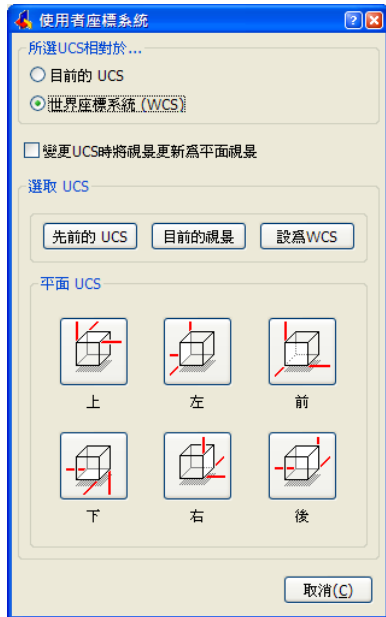 使用者座標系統
所選UCS相對於...
目前的 UCS
世界座標系統 (WCS)
變更UCS時將視景更新為平面視景
選取 UCS
先前的 UCS 目前的視景 設為WCS
平面 UCS
上 左 前
下 右 後
取消(C)